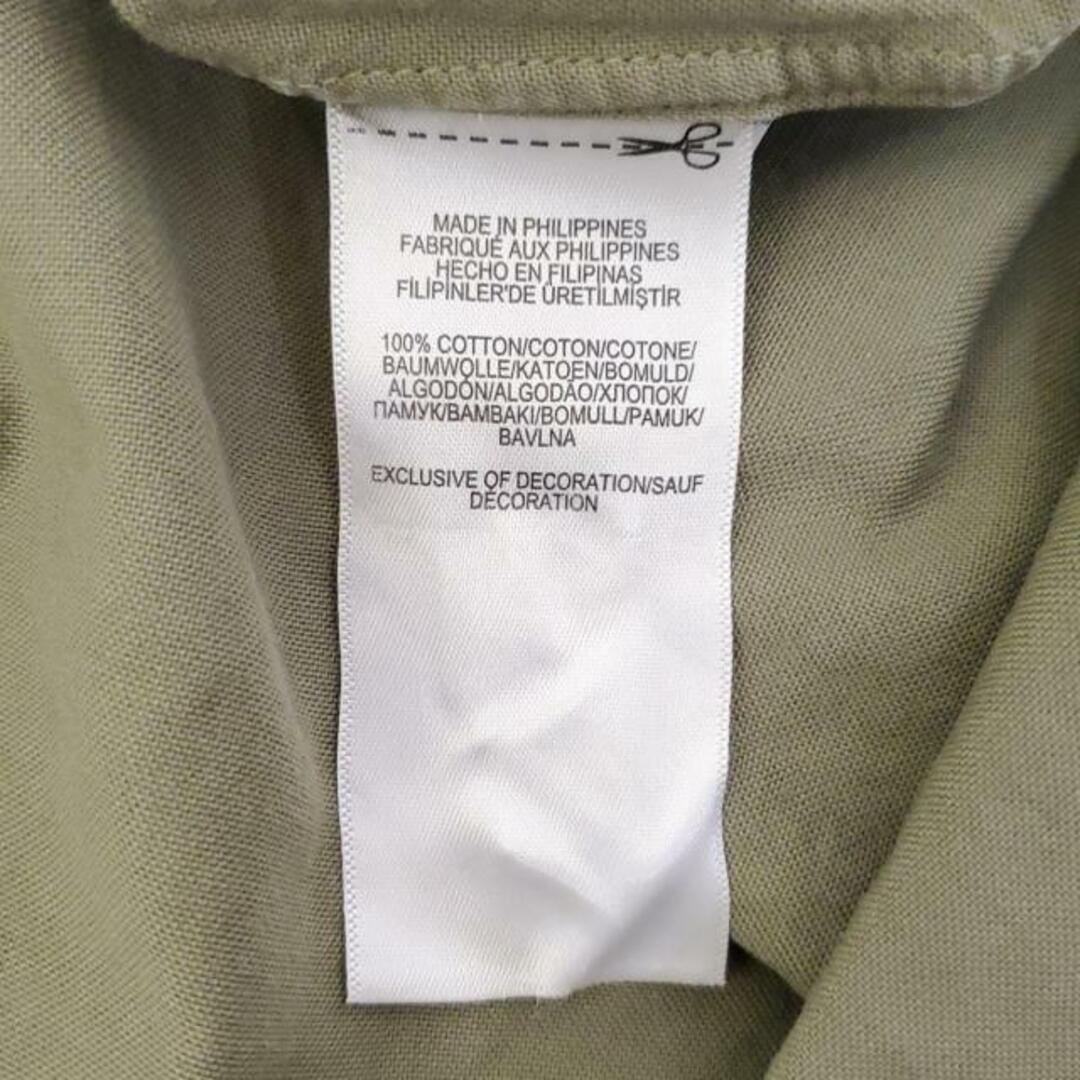 MADE IN PHILIPPINES
FABRIQUÉ AUX PHILIPPINES
HECHO EN FILIPINAS
FİLİPİNLER'DE ÜRETİLMİŞTİR
100% COTTON/COTON/COTONE/
BAUMWOLLE/KATOEN/BOMULD/
ALGODÓN/ALGODÃO/ХЛОПОК/
ПАМУК/BAMBAKI/BOMULL/PAMUK/
BAVLNA
EXCLUSIVE OF DECORATION/SAUF
DÉCORATION